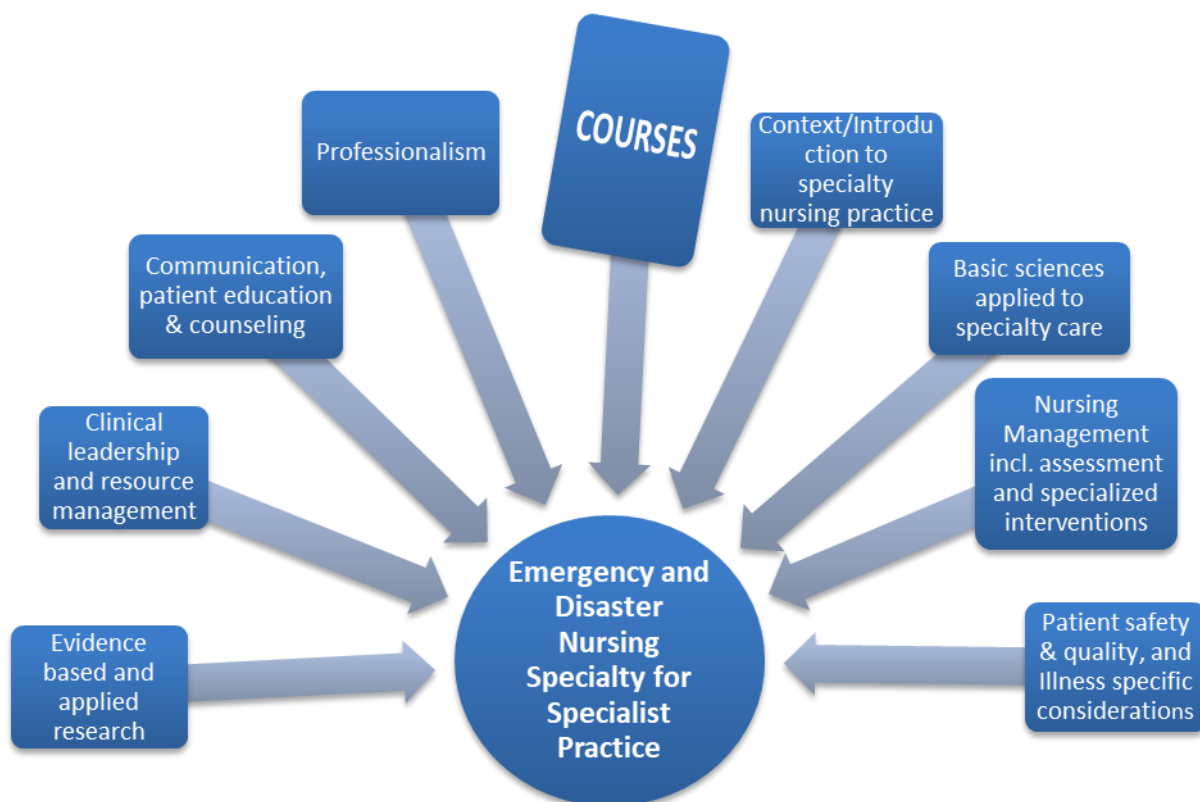 COURSES
Professionalism
Context/Introdu
ction to
specialty
nursing practice
Communication,
patient education
& counseling
Basic sciences
applied to
specialty care
Clinical
leadership
and resource
management
Nursing
Management
incl. assessment
and specialized
interventions
Evidence
based and
applied
research
Emergency and
Disaster
Nursing
Specialty for
Specialist
Practice
Patient safety
& quality, and
Illness specific
considerations